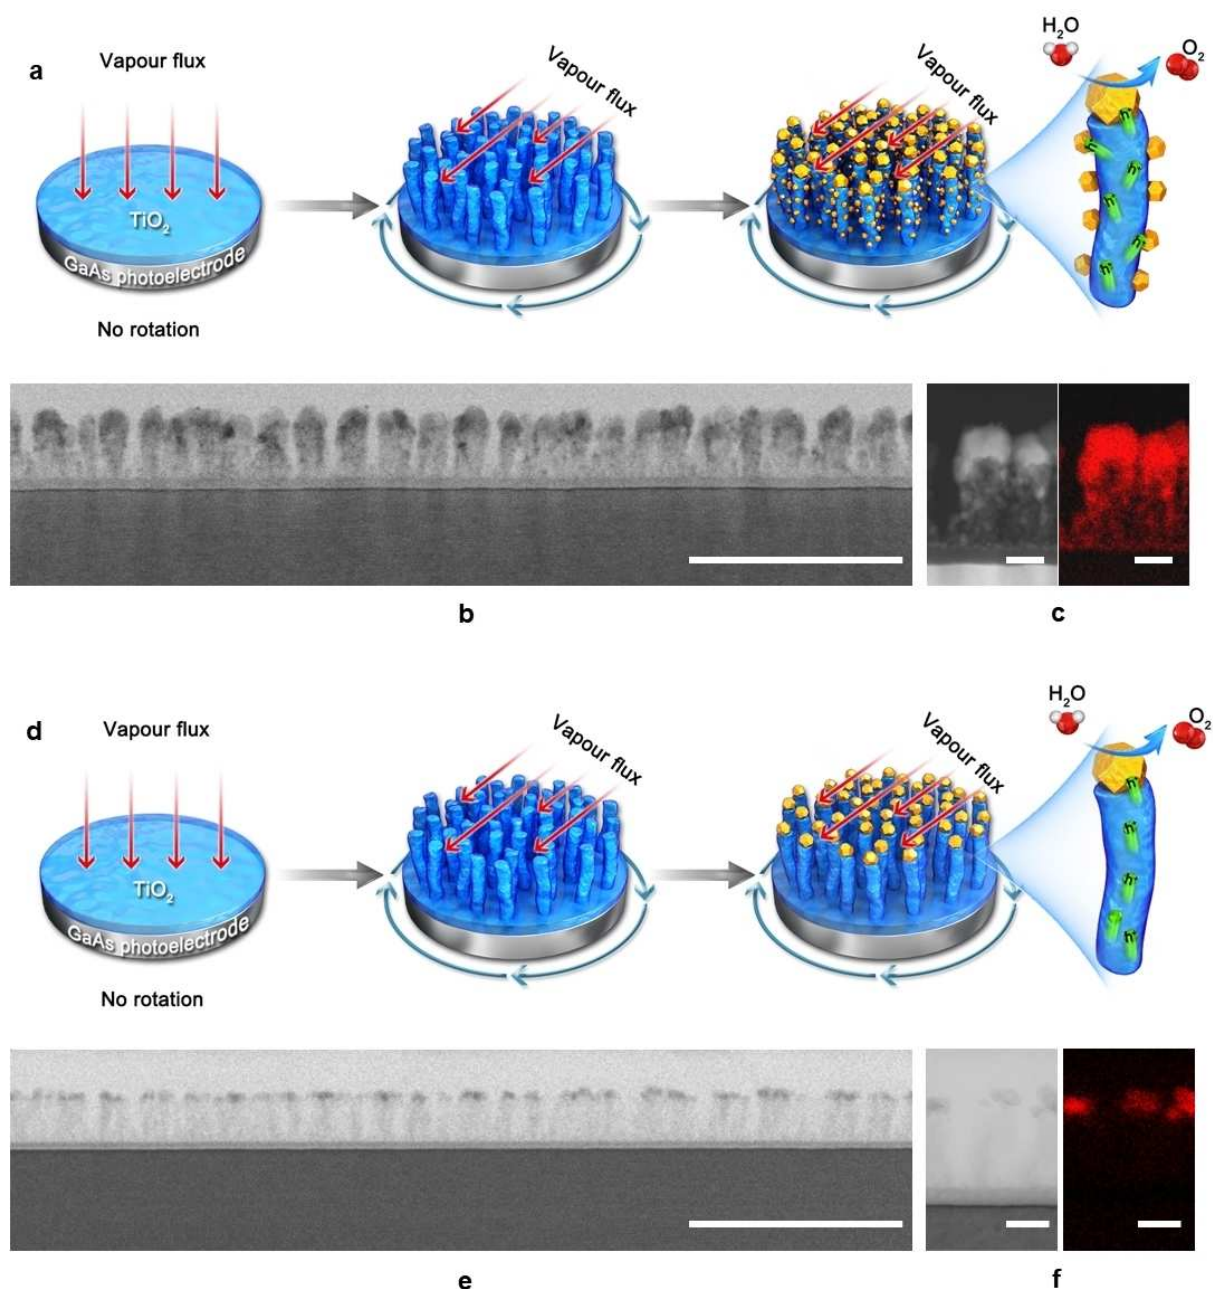 a
Vapour flux
Vapour flux
Vapour flux
H₂O
O₂
TiO₂
GaAs photoelectrode
No rotation
h⁺
h⁺
h⁺
h⁺
h⁺
h⁺
b
c
d
Vapour flux
Vapour flux
Vapour flux
H₂O
O₂
TiO₂
GaAs photoelectrode
No rotation
h⁺
h⁺
h⁺
h⁺
e
f